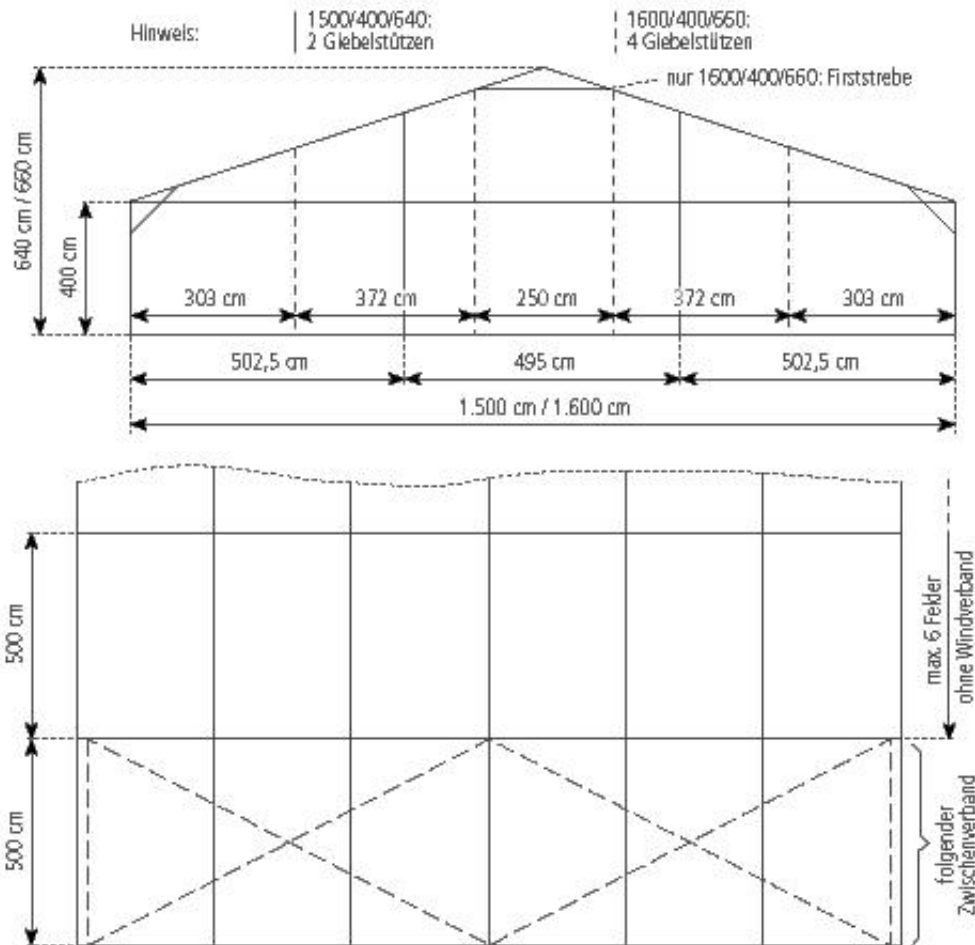 Hinweis:
1500/400/640:
2 Giebelstützen
1600/400/660:
4 Giebelstützen
nur 1600/400/660: Firststrebe
640 cm / 660 cm
400 cm
303 cm
372 cm
250 cm
372 cm
303 cm
502,5 cm
495 cm
502,5 cm
1.500 cm / 1.600 cm
500 cm
max. 6 Felder
ohne Windverband
500 cm
folgender
Zwischenverband